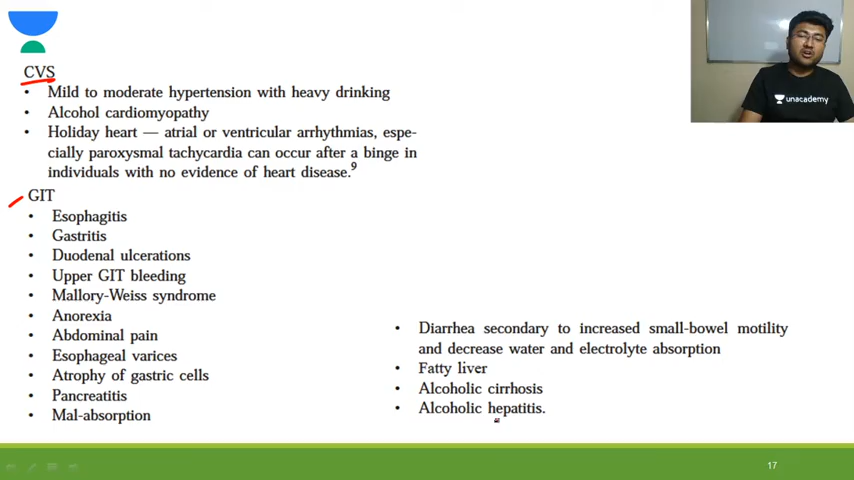 CVS
• Mild to moderate hypertension with heavy drinking
• Alcohol cardiomyopathy
• Holiday heart — atrial or ventricular arrhythmias, espe-
cially paroxysmal tachycardia can occur after a binge in
individuals with no evidence of heart disease.9
GIT
• Esophagitis
• Gastritis
• Duodenal ulcerations
• Upper GIT bleeding
• Mallory-Weiss syndrome
• Anorexia
• Abdominal pain
• Esophageal varices
• Atrophy of gastric cells
• Pancreatitis
• Mal-absorption
• Diarrhea secondary to increased small-bowel motility
and decrease water and electrolyte absorption
• Fatty liver
• Alcoholic cirrhosis
• Alcoholic hepatitis.
unacademy
17